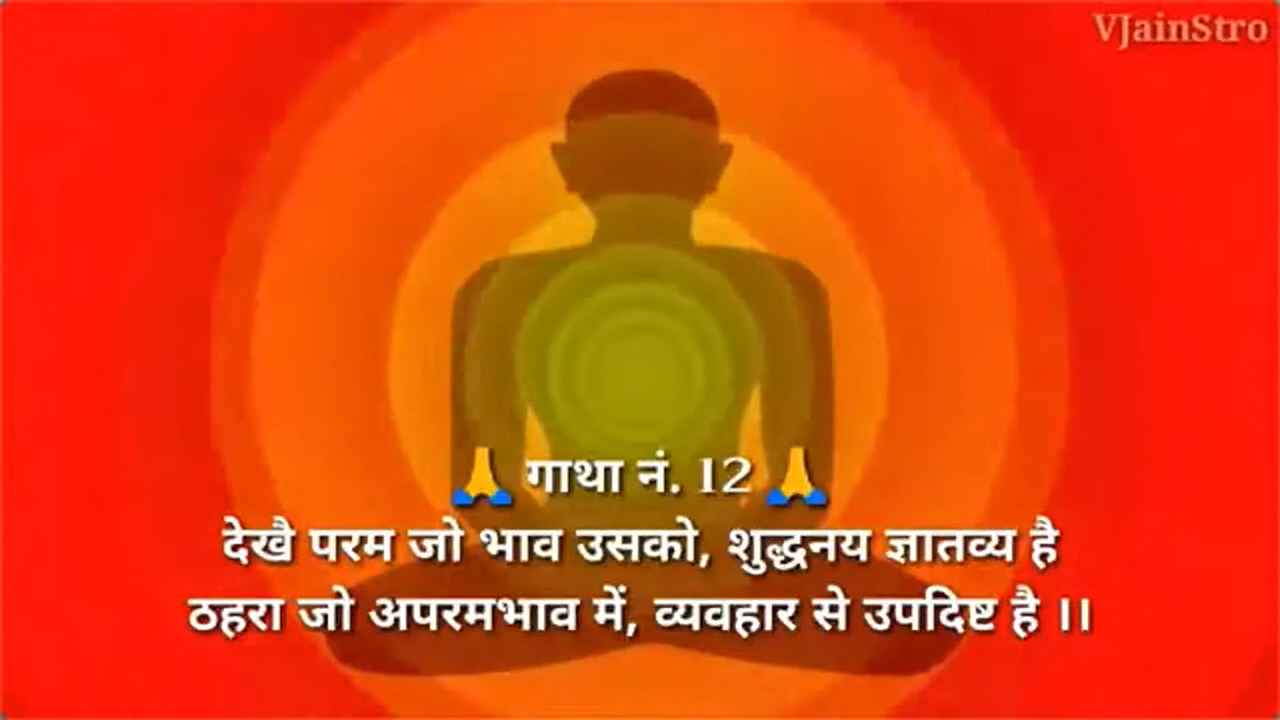 VJainStro
🙏 गाथा नं. 12 🙏
देखै परम जो भाव उसको, शुद्धनय ज्ञातव्य है
ठहरा जो अपरमभाव में, व्यवहार से उपदिष्ट है ।।